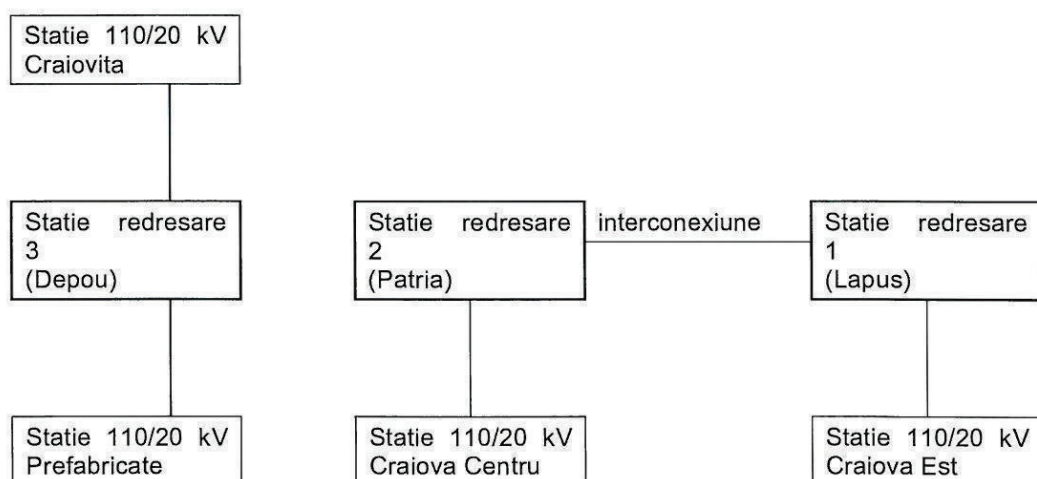 Statie 110/20 kV
Craiovita
Statie redresare
3
(Depou)
Statie redresare
2
(Patria)
interconexiune
Statie redresare
1
(Lapus)
Statie 110/20 kV
Prefabricate
Statie 110/20 kV
Craiova Centru
Statie 110/20 kV
Craiova Est